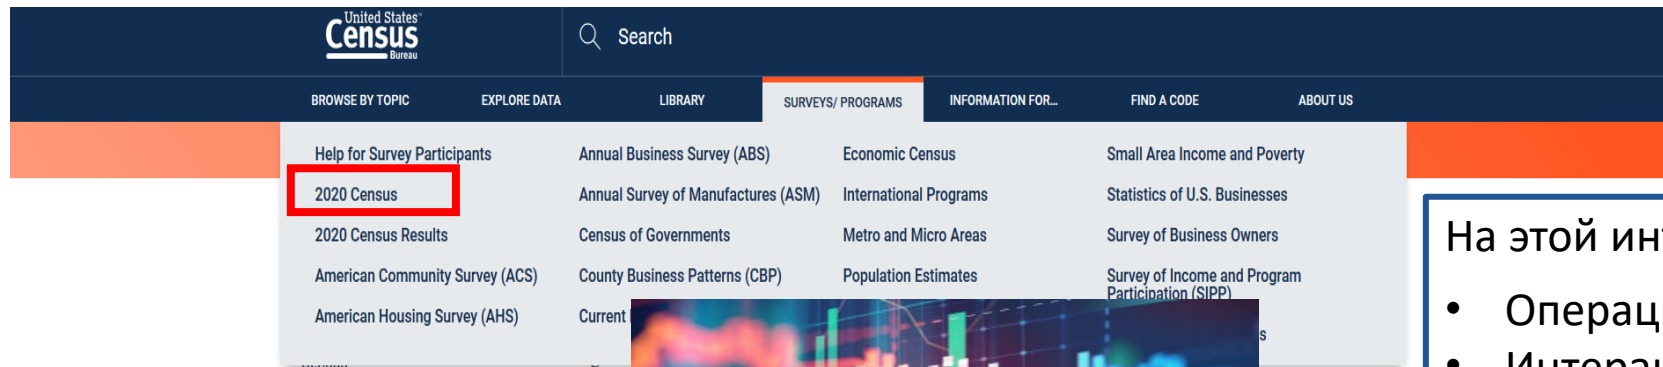 United States®
Census
Bureau
Search
BROWSE BY TOPIC
EXPLORE DATA
LIBRARY
SURVEYS/ PROGRAMS
INFORMATION FOR...
FIND A CODE
ABOUT US
Help for Survey Participants
2020 Census
2020 Census Results
American Community Survey (ACS)
American Housing Survey (AHS)
Annual Business Survey (ABS)
Annual Survey of Manufactures (ASM)
Census of Governments
County Business Patterns (CBP)
Current
Economic Census
International Programs
Metro and Micro Areas
Population Estimates
Small Area Income and Poverty
Statistics of U.S. Businesses
Survey of Business Owners
Survey of Income and Program
Participation (SIPP)
s
На этой ин
• Операц